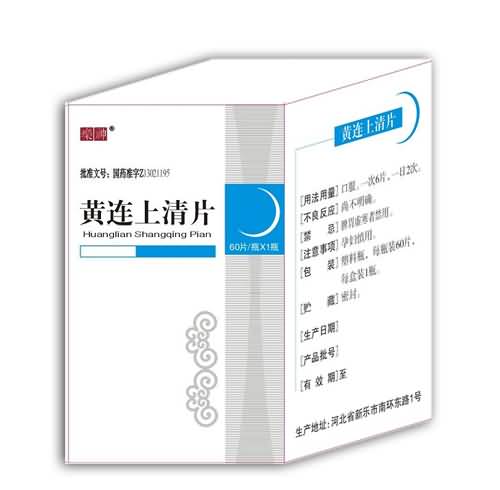 药神®
批准文号：国药准字Z13021195
黄连上清片
Huanglian Shangqing Pian
60片/瓶X1瓶
黄连上清片
[用法用量] 口服。一次6片，一日2次。
[不良反应] 尚不明确。
[禁 忌] 脾胃虚寒者禁用。
[注意事项] 孕妇慎用。
[包 装] 塑料瓶，每瓶装60片，
每盒装1瓶。
[贮 藏] 密封。
[生产日期]
[产品批号]
[有 效 期] 至
生产地址：河北省新乐市南环东路1号